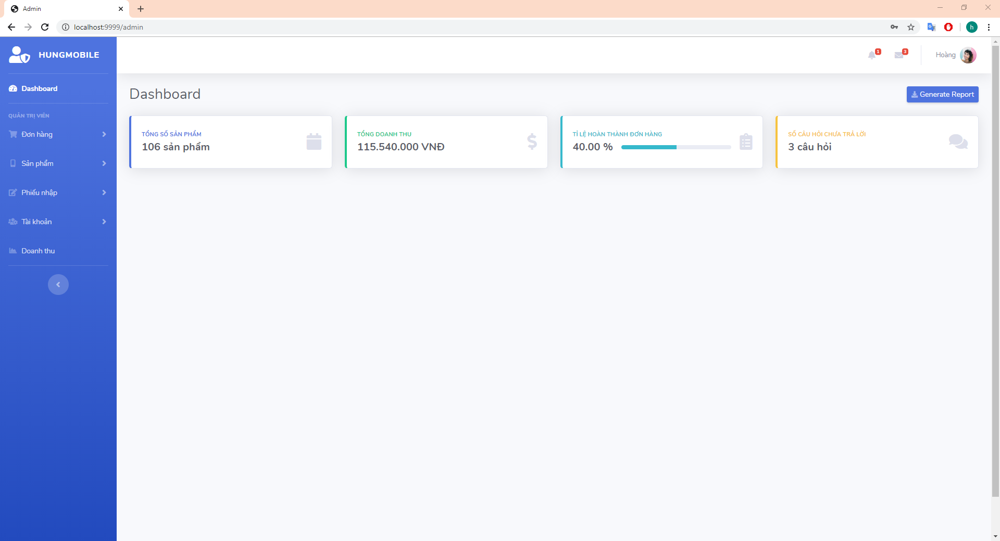 Admin
localhost:9999/admin
h
HUNGMOBILE
1
3
Hoàng
Dashboard
QUẢN TRỊ VIÊN
Đơn hàng
Sản phẩm
Phiếu nhập
Tài khoản
Doanh thu
Dashboard
Generate Report
TỔNG SỐ SẢN PHẨM
106 sản phẩm
TỔNG DOANH THU
115.540.000 VNĐ
TỈ LỆ HOÀN THÀNH ĐƠN HÀNG
40.00 %
SỐ CÂU HỎI CHƯA TRẢ LỜI
3 câu hỏi